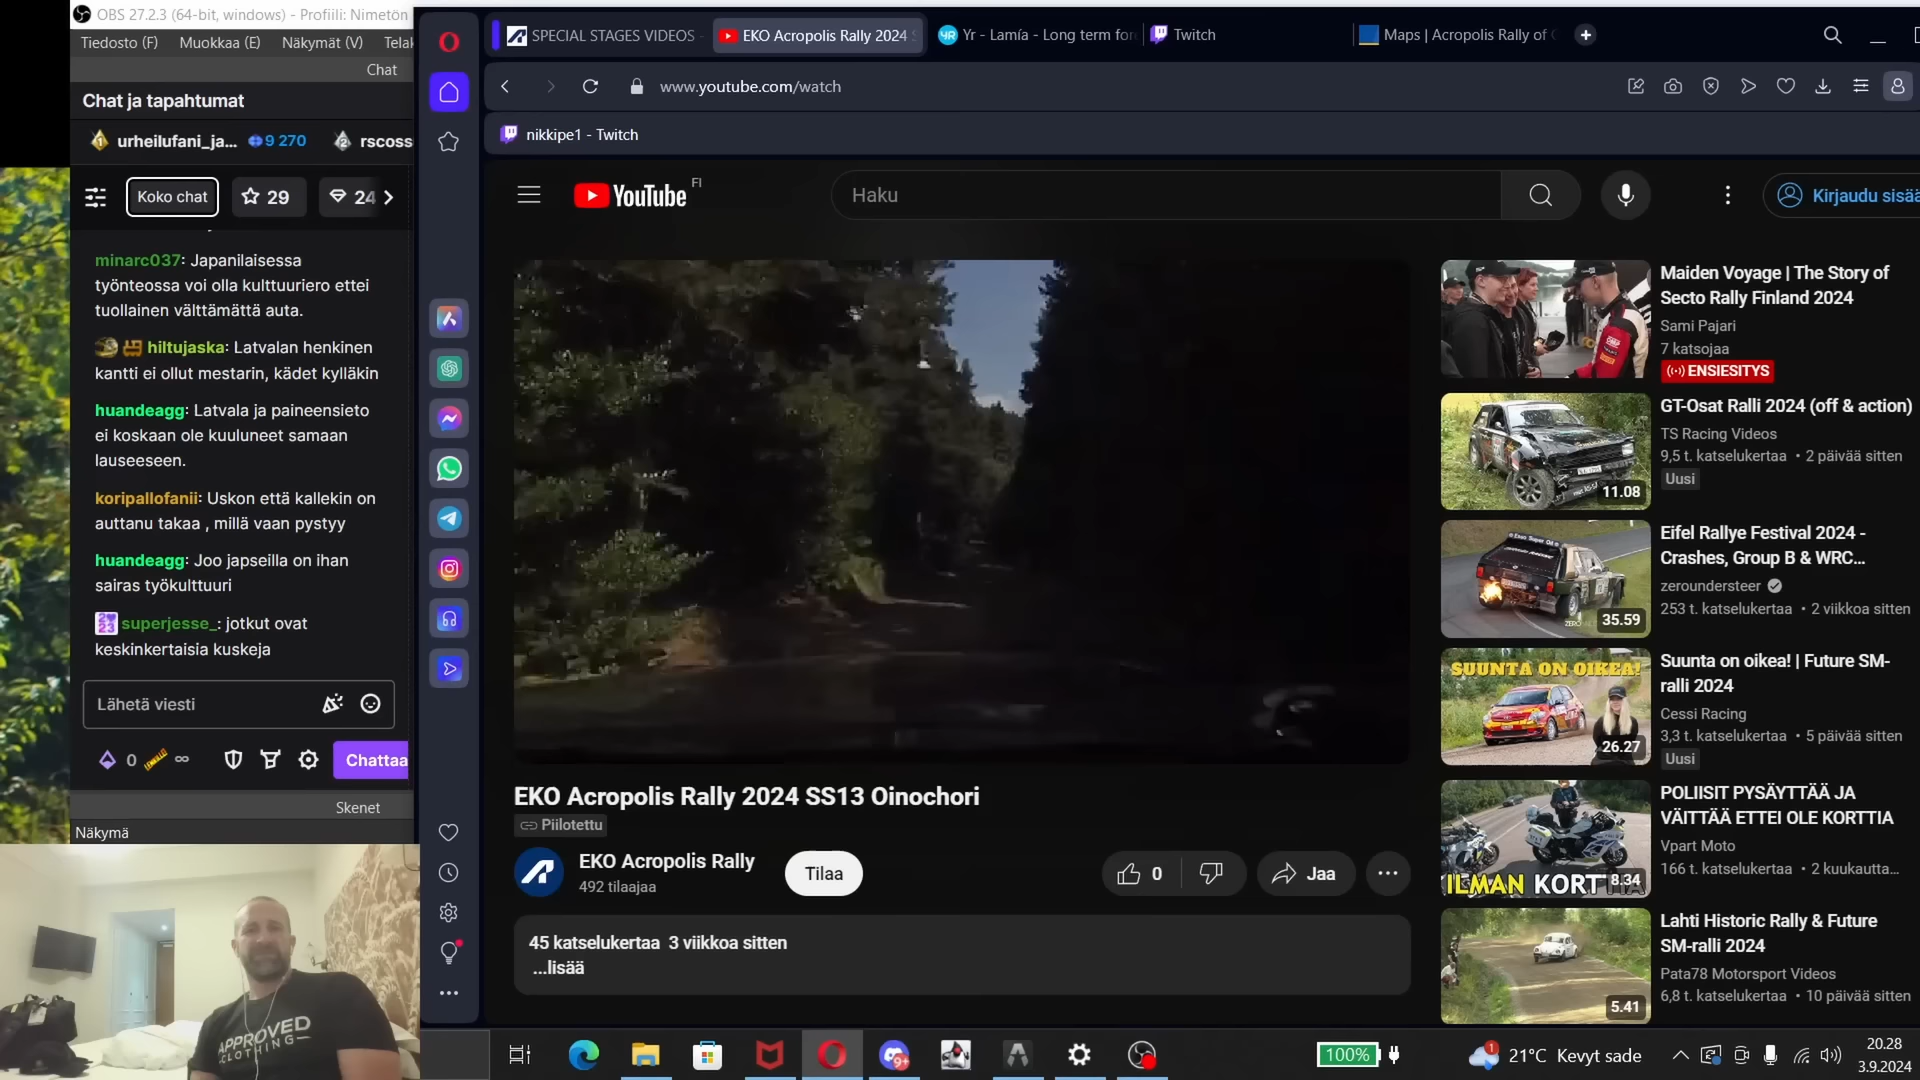 OBS 27.2.3 (64-bit, windows) - Profiili: Nimetön
Tiedosto (F) Muokkaa (E) Näkymät (V) Telak
Chat
Chat ja tapahtumat
urheilufani_ja... 9 270 rscoss
Koko chat 29 24
minarc037: Japanilaisessa
työnteossa voi olla kulttuuriero ettei
tuollainen välttämättä auta.
hiltujaska: Latvalan henkinen
kantti ei ollut mestarin, kädet kylläkin
huandeagg: Latvala ja paineensieto
ei koskaan ole kuuluneet samaan
lauseeseen.
koripallofanii: Uskon että kallekin on
auttanu takaa , millä vaan pystyy
huandeagg: Joo japseilla on ihan
sairas työkulttuuri
superjesse_: jotkut ovat
keskinkertaisia kuskeja
Lähetä viesti
0 ∞ Chattaa
Skenet
Näkymä
APPROVED
CLOTHING
SPECIAL STAGES VIDEOS - EKO Acropolis Rally 2024 S Yr - Lamía - Long term for Twitch Maps | Acropolis Rally of G
www.youtube.com/watch
nikkipe1 - Twitch
YouTube FI
Haku
Kirjaudu sisää
EKO Acropolis Rally 2024 SS13 Oinochori
Piilotettu
EKO Acropolis Rally
492 tilaajaa
Tilaa
0
Jaa
45 katselukertaa 3 viikkoa sitten
...lisää
Maiden Voyage | The Story of
Secto Rally Finland 2024
Sami Pajari
7 katsojaa
ENSIESITYS
11.08
GT-Osat Ralli 2024 (off & action)
TS Racing Videos
9,5 t. katselukertaa • 2 päivää sitten
Uusi
35.59
Eifel Rallye Festival 2024 -
Crashes, Group B & WRC...
zeroundersteer
253 t. katselukertaa • 2 viikkoa sitten
SUUNTA ON OIKEA!
26.27
Suunta on oikea! | Future SM-
ralli 2024
Cessi Racing
3,3 t. katselukertaa • 5 päivää sitten
Uusi
ILMAN KORTTIA
8.34
POLIISIT PYSÄYTTÄÄ JA
VÄITTÄÄ ETTEI OLE KORTTIA
Vpart Moto
166 t. katselukertaa • 2 kuukautta...
5.41
Lahti Historic Rally & Future
SM-ralli 2024
Pata78 Motorsport Videos
6,8 t. katselukertaa • 10 päivää sitten
9+
100%
1
21°C Kevyt sade
20.28
3.9.2024